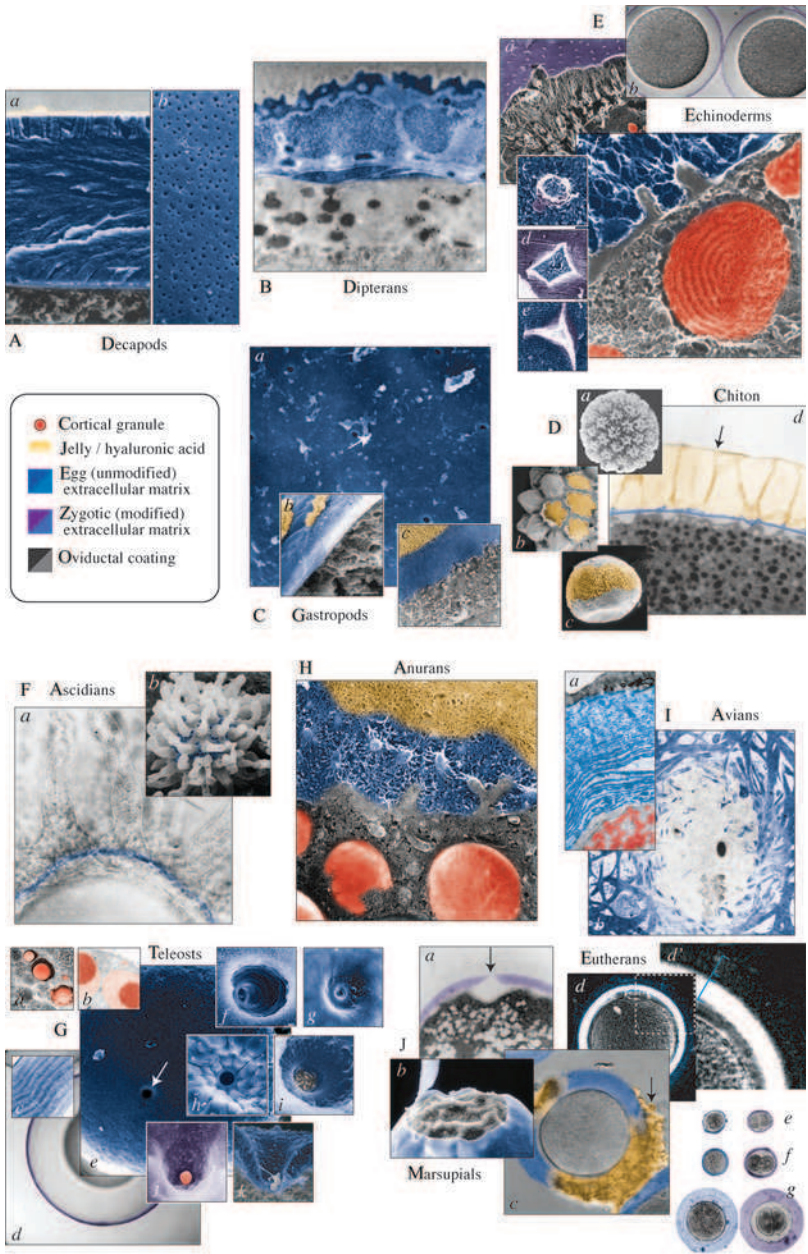 E
a
b
Echinoderms
a
b
d
e
B Dipterans
A Decapods
Cortical granule
Jelly / hyaluronic acid
Egg (unmodified)
extracellular matrix
Zygotic (modified)
extracellular matrix
Oviductal coating
a
b
c
C Gastropods
Chiton
D
a
d
b
c
F Ascidians
a
b
H Anurans
a
I Avians
Teleosts
a
b
f
g
G
c
h
i
e
j
k
d
a
Eutherans
d'
d
J
b
Marsupials
c
e
f
g